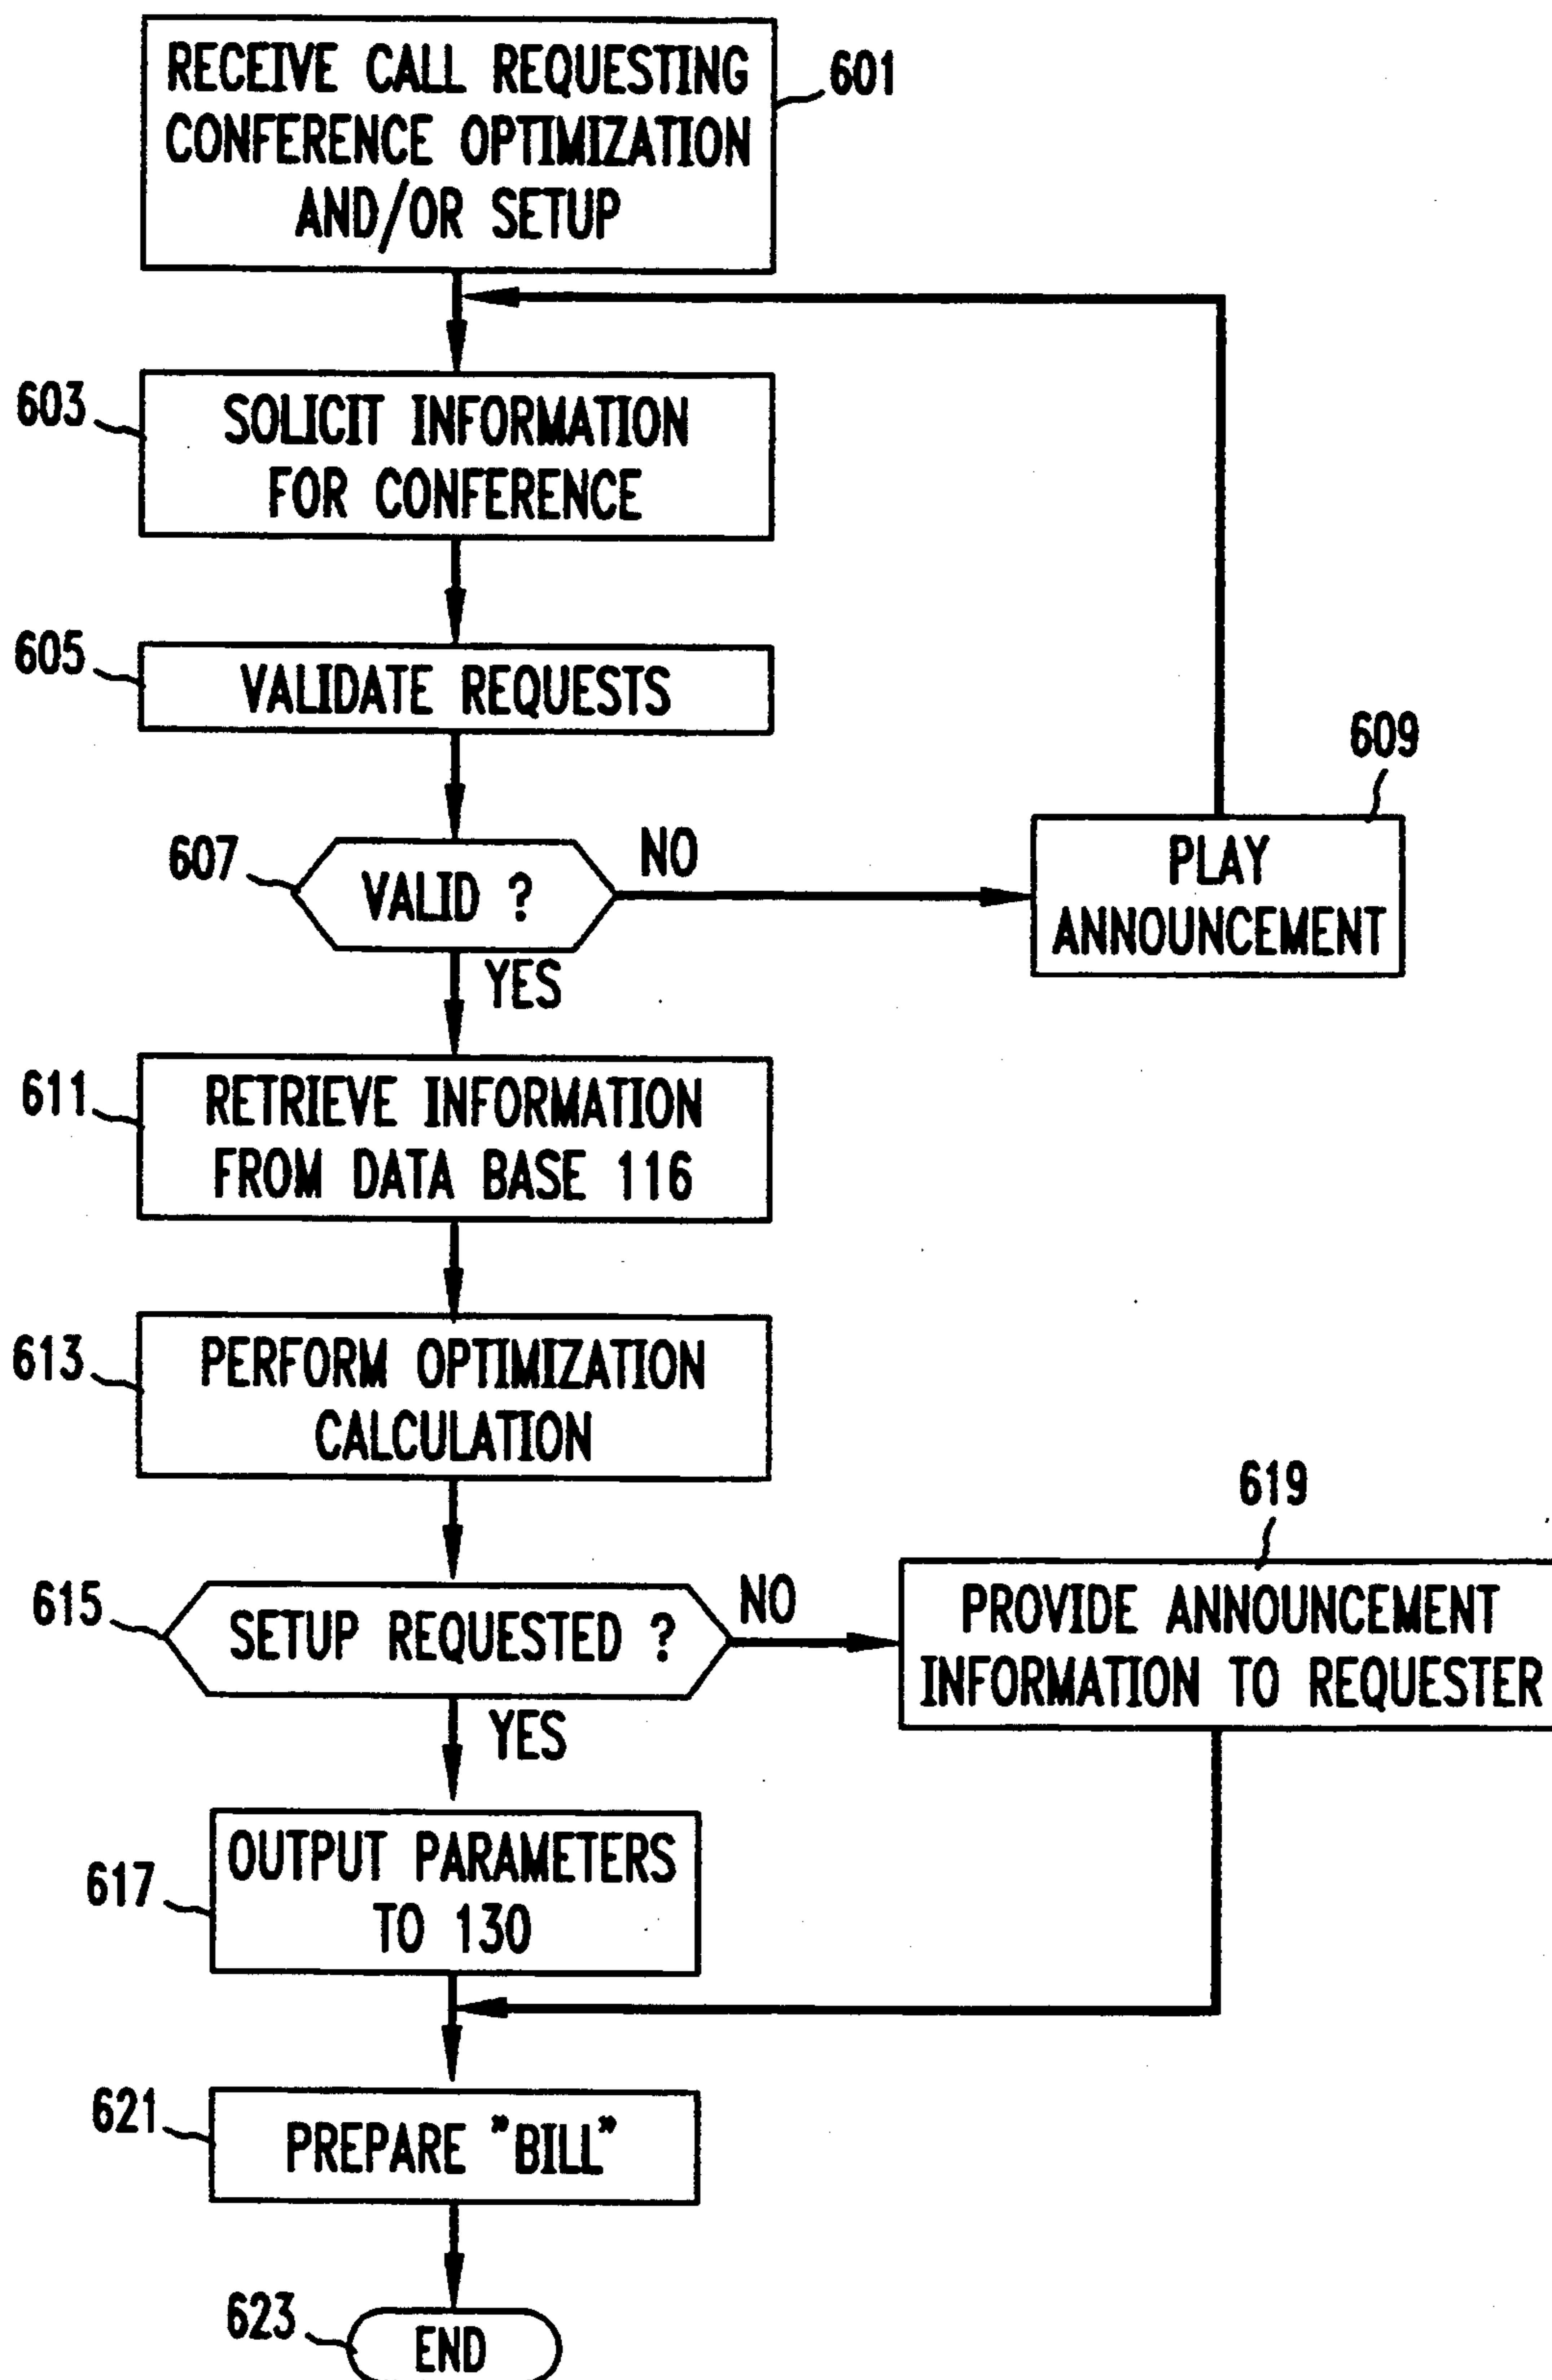 RECEIVE CALL REQUESTING
CONFERENCE OPTIMIZATION
AND/OR SETUP
601
603
SOLICIT INFORMATION
FOR CONFERENCE
605
VALIDATE REQUESTS
607
VALID ?
NO
609
PLAY
ANNOUNCEMENT
YES
611
RETRIEVE INFORMATION
FROM DATA BASE 116
613
PERFORM OPTIMIZATION
CALCULATION
615
SETUP REQUESTED ?
NO
619
PROVIDE ANNOUNCEMENT
INFORMATION TO REQUESTER
YES
617
OUTPUT PARAMETERS
TO 130
621
PREPARE "BILL"
623
END